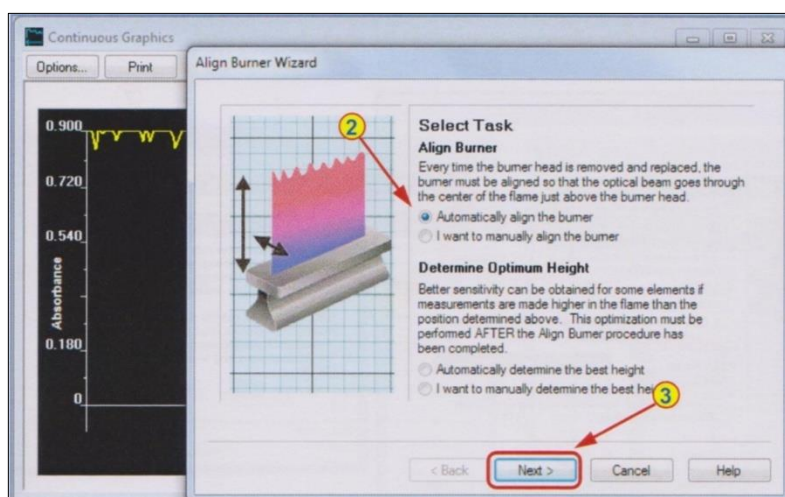 Continuous Graphics
Options... Print
0.900
0.720
0.540
0.180
0
Absorbance
Align Burner Wizard
2
Select Task
Align Burner
Every time the burner head is removed and replaced, the
burner must be aligned so that the optical beam goes through
the center of the flame just above the burner head.
Automatically align the burner
I want to manually align the burner
Determine Optimum Height
Better sensitivity can be obtained for some elements if
measurements are made higher in the flame than the
position determined above. This optimization must be
performed AFTER the Align Burner procedure has
been completed.
Automatically determine the best height
I want to manually determine the best
3
< Back Next > Cancel Help